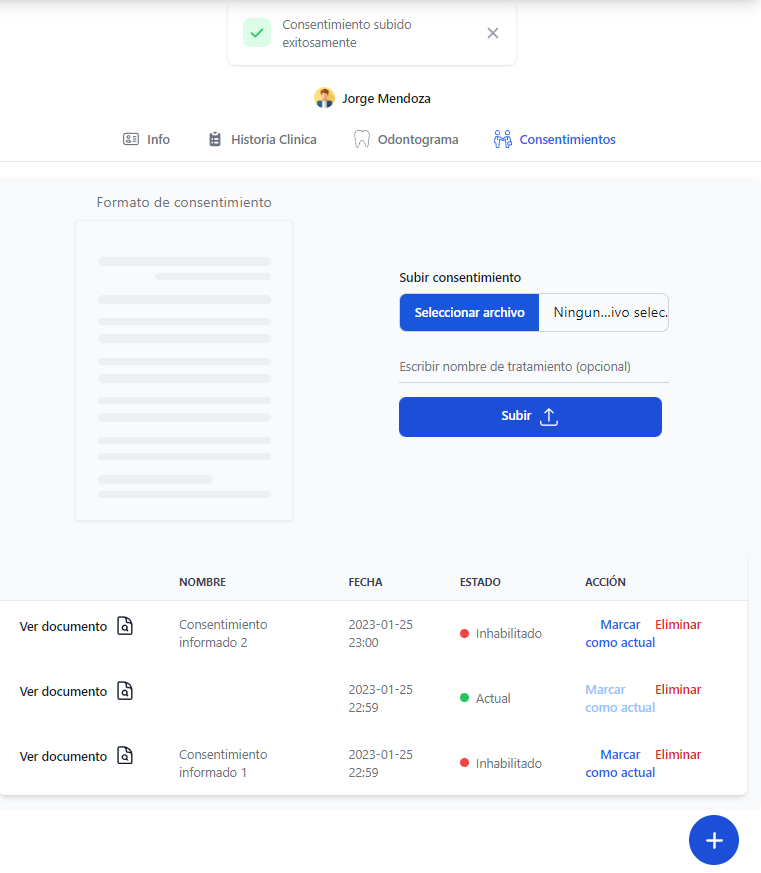 Consentimiento subido
exitosamente
Jorge Mendoza
Info Historia Clinica Odontograma Consentimientos
Formato de consentimiento
Subir consentimiento
Seleccionar archivo Ningun...ivo selec.
Escribir nombre de tratamiento (opcional)
Subir
NOMBRE FECHA ESTADO ACCIÓN
Ver documento Consentimiento informado 2 2023-01-25 23:00 Inhabilitado Marcar como actual Eliminar
Ver documento 2023-01-25 22:59 Actual Marcar como actual Eliminar
Ver documento Consentimiento informado 1 2023-01-25 22:59 Inhabilitado Marcar como actual Eliminar